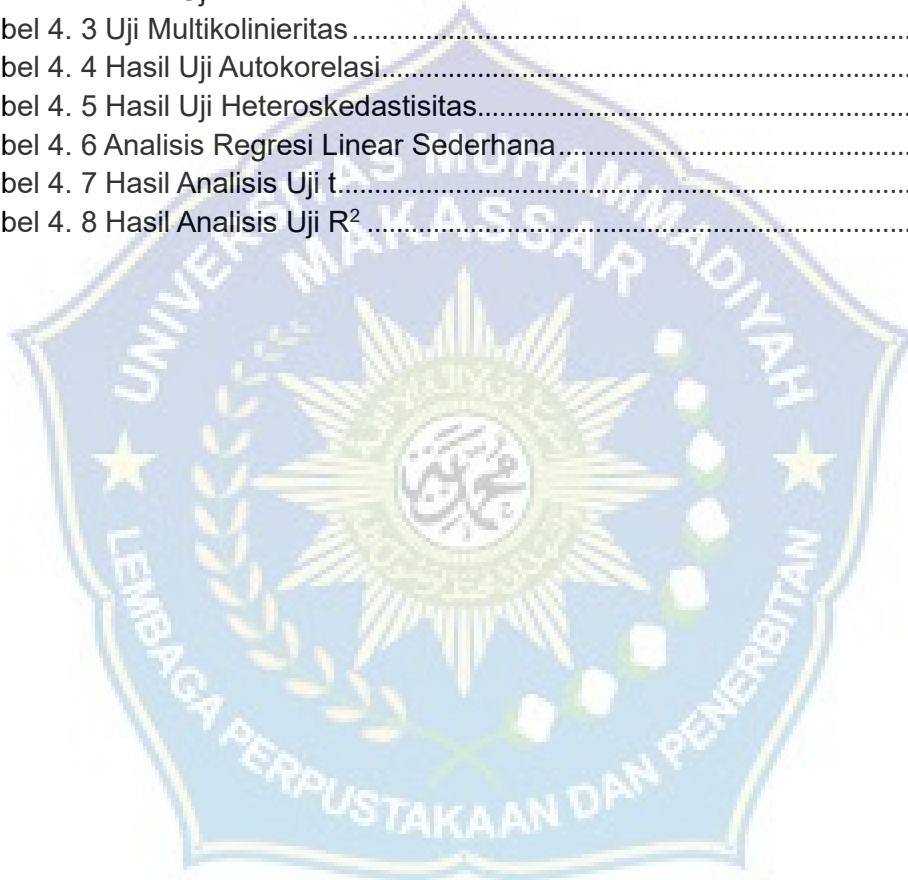 bel 4. 3 Uji Multikolinieritas
bel 4. 4 Hasil Uji Autokorelasi
bel 4. 5 Hasil Uji Heteroskedastisitas
bel 4. 6 Analisis Regresi Linear Sederhana
bel 4. 7 Hasil Analisis Uji t
bel 4. 8 Hasil Analisis Uji R²
UNIVERSITAS MUHAMMADIYAH
MAKASSAR
LEMBAGA PERPUSTAKAAN DAN PENERBITAN